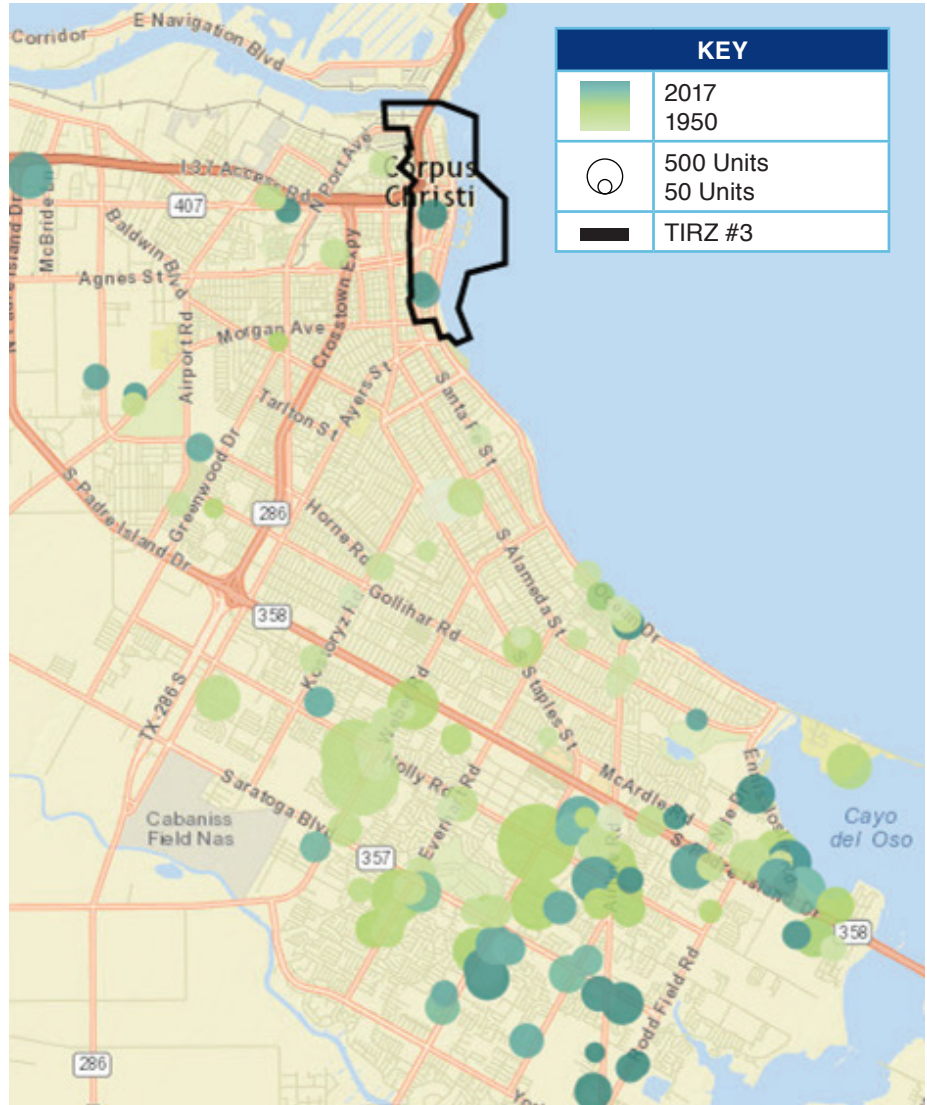 Corridor
E Navigation Blvd
KEY
2017
1950
500 Units
50 Units
TIRZ #3
I 37 Access Rd
N Port Ave
Corpus
Christi
McBride Ln
407
Baldwin Blvd
Agnes St
Crosstown Expy
Morgan Ave
Airport Rd
Ayers St
Tarlton St
Santa St
Greenwood Dr
S Padre Island Dr
286
Horne Rd
S Alameda St
358
Gollihar Rd
Dr
S Staples St
TX-286 S
Holly Rd
McArdle Rd
Saratoga Blvd
Cabaniss
Field Nas
Rd
357
Cayo
del Oso
Dr
358
Rodd Field Rd
286